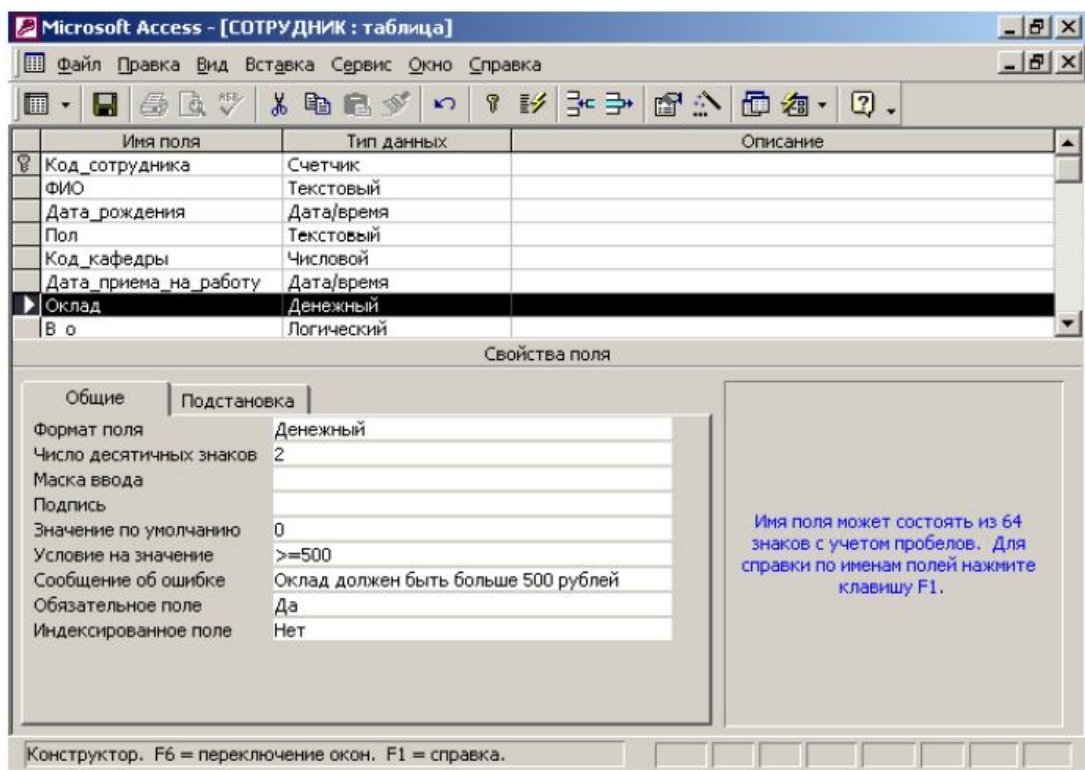 Microsoft Access - [СОТРУДНИК : таблица]
Файл Правка Вид Вставка Сервис Окно Справка
Имя поля Тип данных Описание
Код_сотрудника Счетчик
ФИО Текстовый
Дата_рождения Дата/время
Пол Текстовый
Код_кафедры Числовой
Дата_приема_на_работу Дата/время
Оклад Денежный
В_о Логический
Свойства поля
Общие Подстановка
Формат поля Денежный
Число десятичных знаков 2
Маска ввода
Подпись
Значение по умолчанию 0
Условие на значение >=500
Сообщение об ошибке Оклад должен быть больше 500 рублей
Обязательное поле Да
Индексированное поле Нет
Имя поля может состоять из 64
знаков с учетом пробелов. Для
справки по именам полей нажмите
клавишу F1.
Конструктор. F6 = переключение окон. F1 = справка.